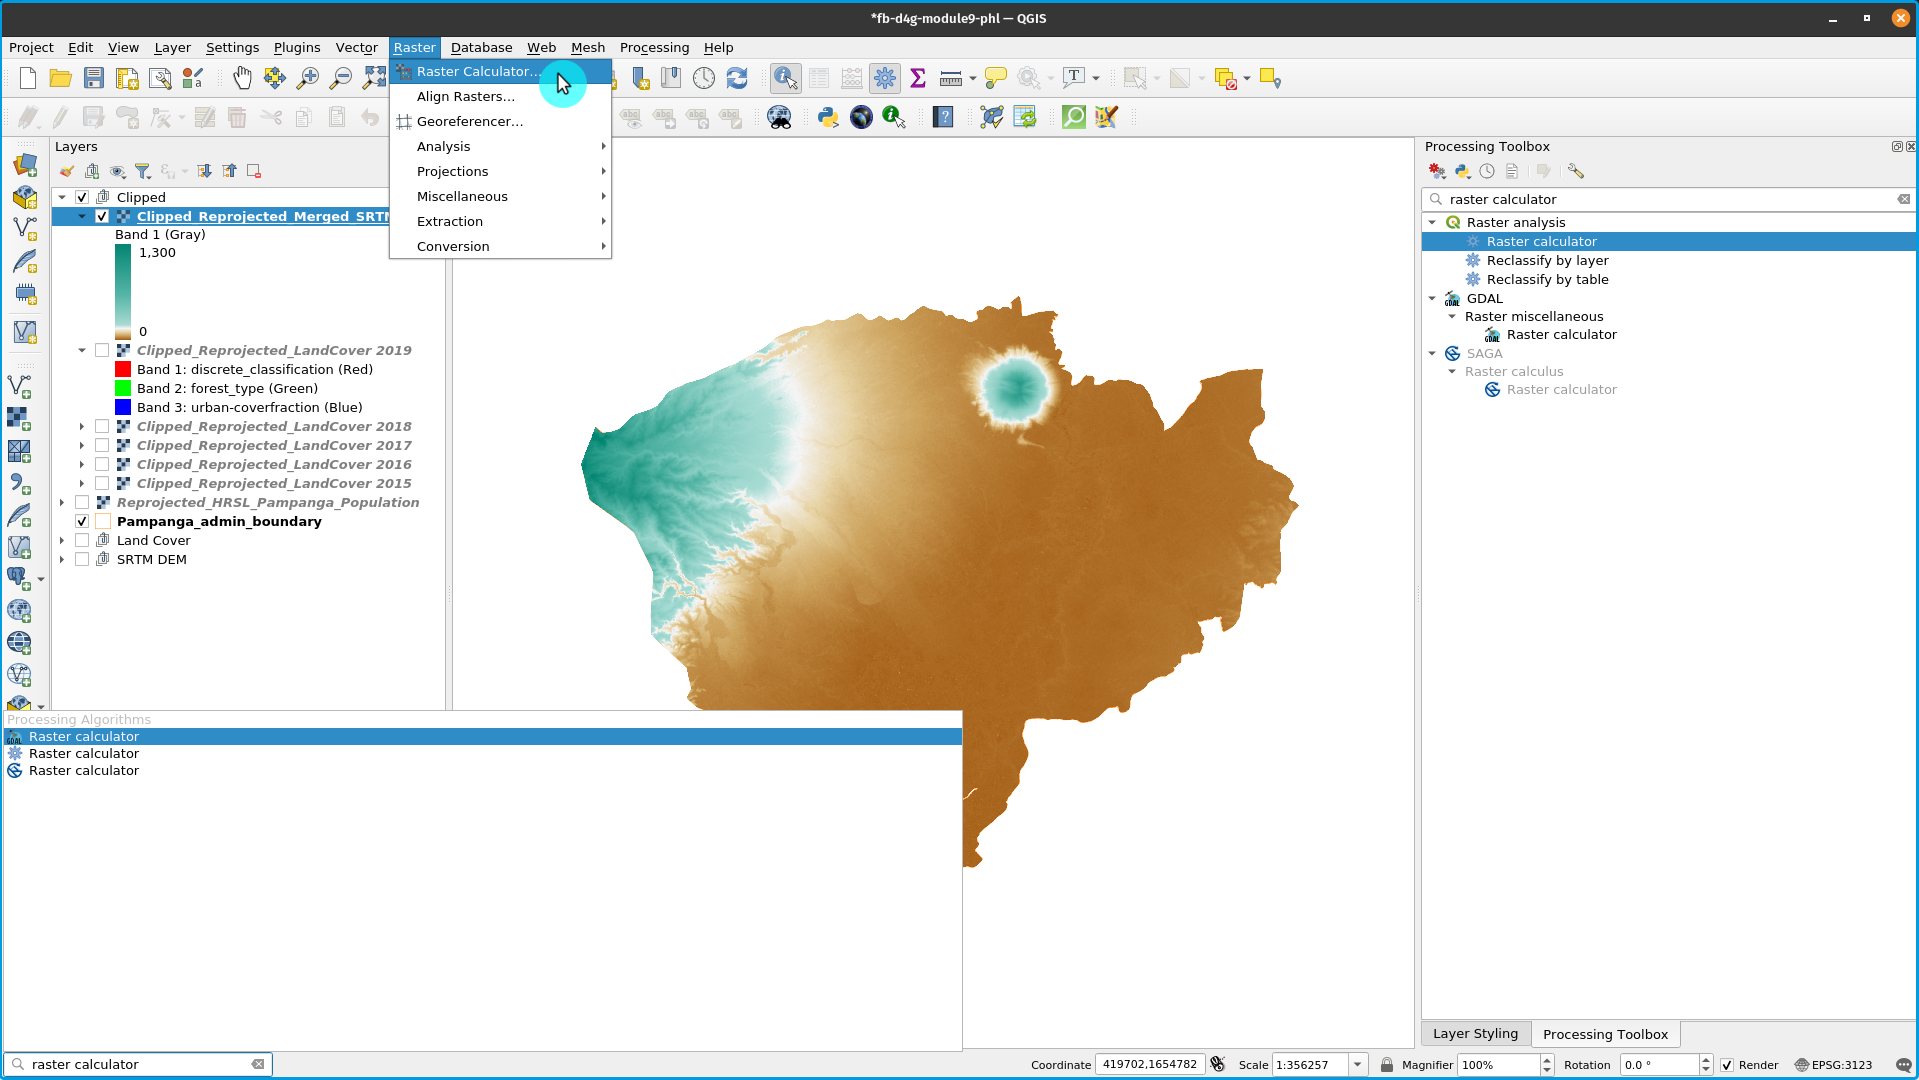 *fb-d4g-module9-phl — QGIS
Project Edit View Layer Settings Plugins Vector Raster Database Web Mesh Processing Help
Raster Calculator...
Align Rasters...
Georeferencer...
Analysis
Projections
Miscellaneous
Extraction
Conversion
Layers
Clipped
Clipped_Reprojected_Merged_SRTM
Band 1 (Gray)
1,300
0
Clipped_Reprojected_LandCover 2019
Band 1: discrete_classification (Red)
Band 2: forest_type (Green)
Band 3: urban-coverfraction (Blue)
Clipped_Reprojected_LandCover 2018
Clipped_Reprojected_LandCover 2017
Clipped_Reprojected_LandCover 2016
Clipped_Reprojected_LandCover 2015
Reprojected_HRSL_Pampanga_Population
Pampanga_admin_boundary
Land Cover
SRTM DEM
Processing Algorithms
Raster calculator
Raster calculator
Raster calculator
raster calculator
Processing Toolbox
raster calculator
Raster analysis
Raster calculator
Reclassify by layer
Reclassify by table
GDAL
Raster miscellaneous
Raster calculator
SAGA
Raster calculus
Raster calculator
Layer Styling Processing Toolbox
Coordinate 419702,1654782 Scale 1:356257 Magnifier 100% Rotation 0.0 ° Render EPSG:3123